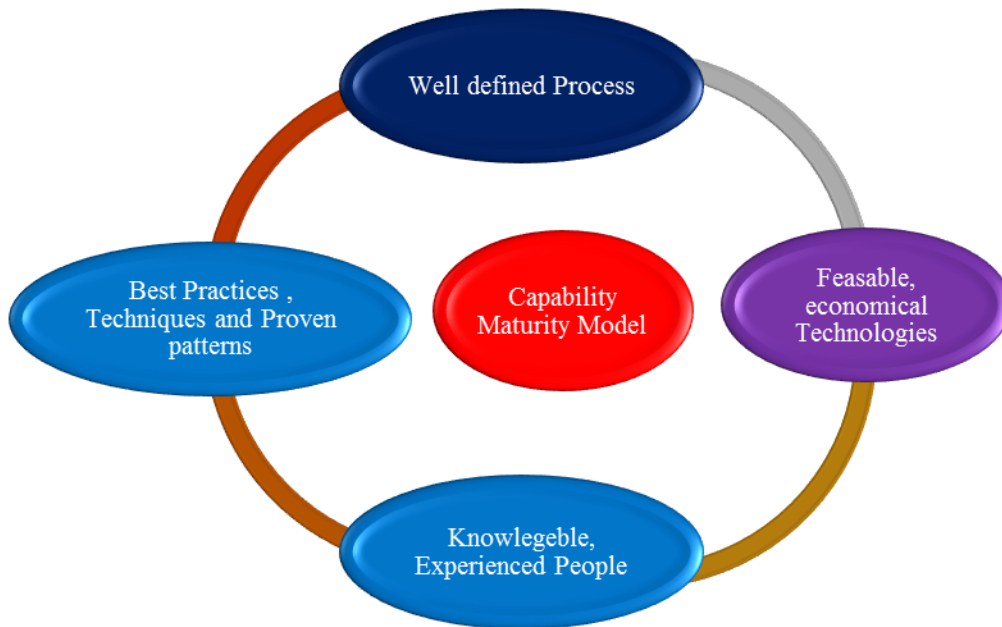 Well defined Process
Best Practices ,
Techniques and Proven
patterns
Capability
Maturity Model
Feasable,
economical
Technologies
Knowlegeble,
Experienced People